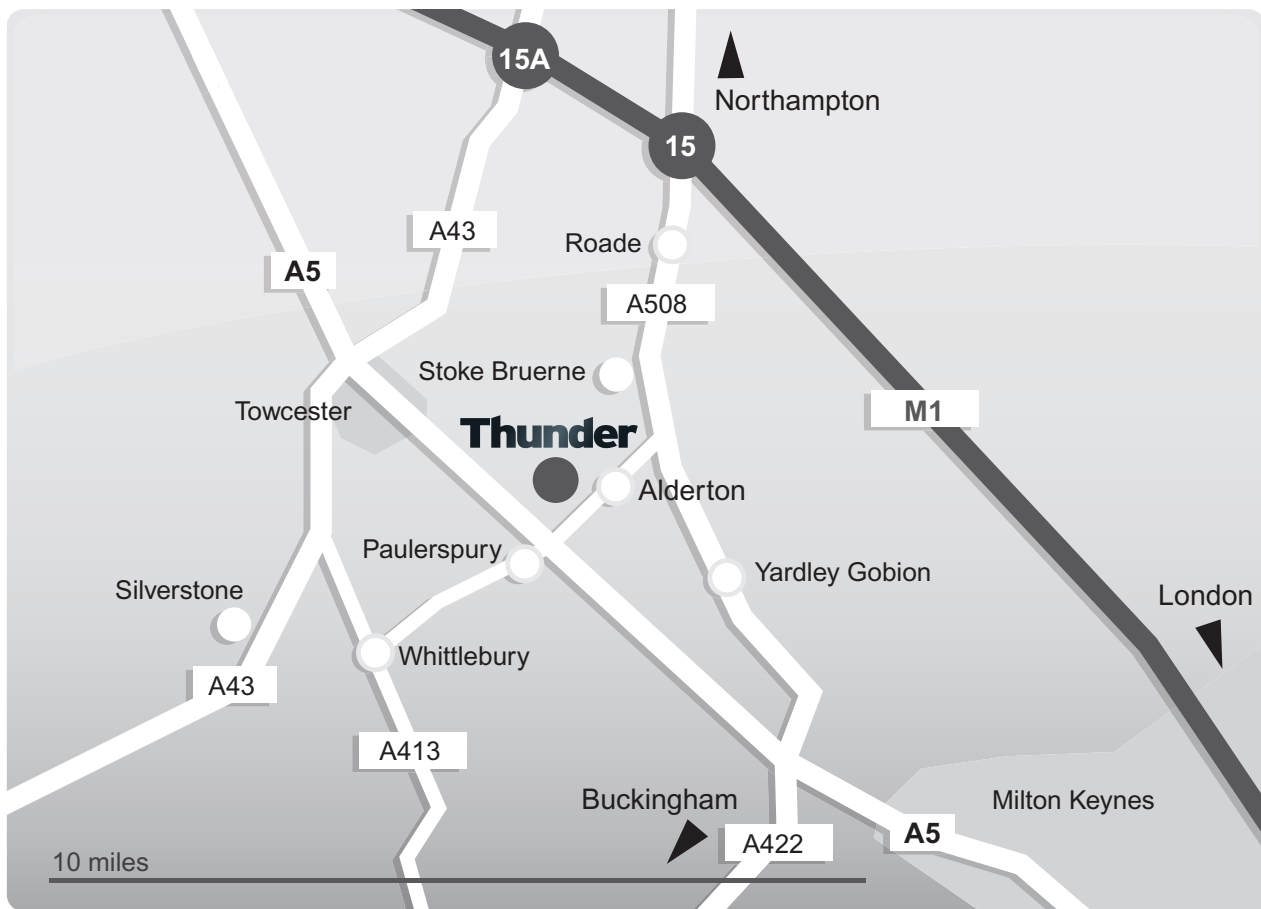 15A
Northampton
15
A43
Roade
A5
A508
Stoke Bruerne
Towcester
M1
Thunder
Alderton
Paulerspury
Yardley Gobion
Silverstone
London
Whittlebury
A43
A413
Buckingham
Milton Keynes
A5
A422
10 miles